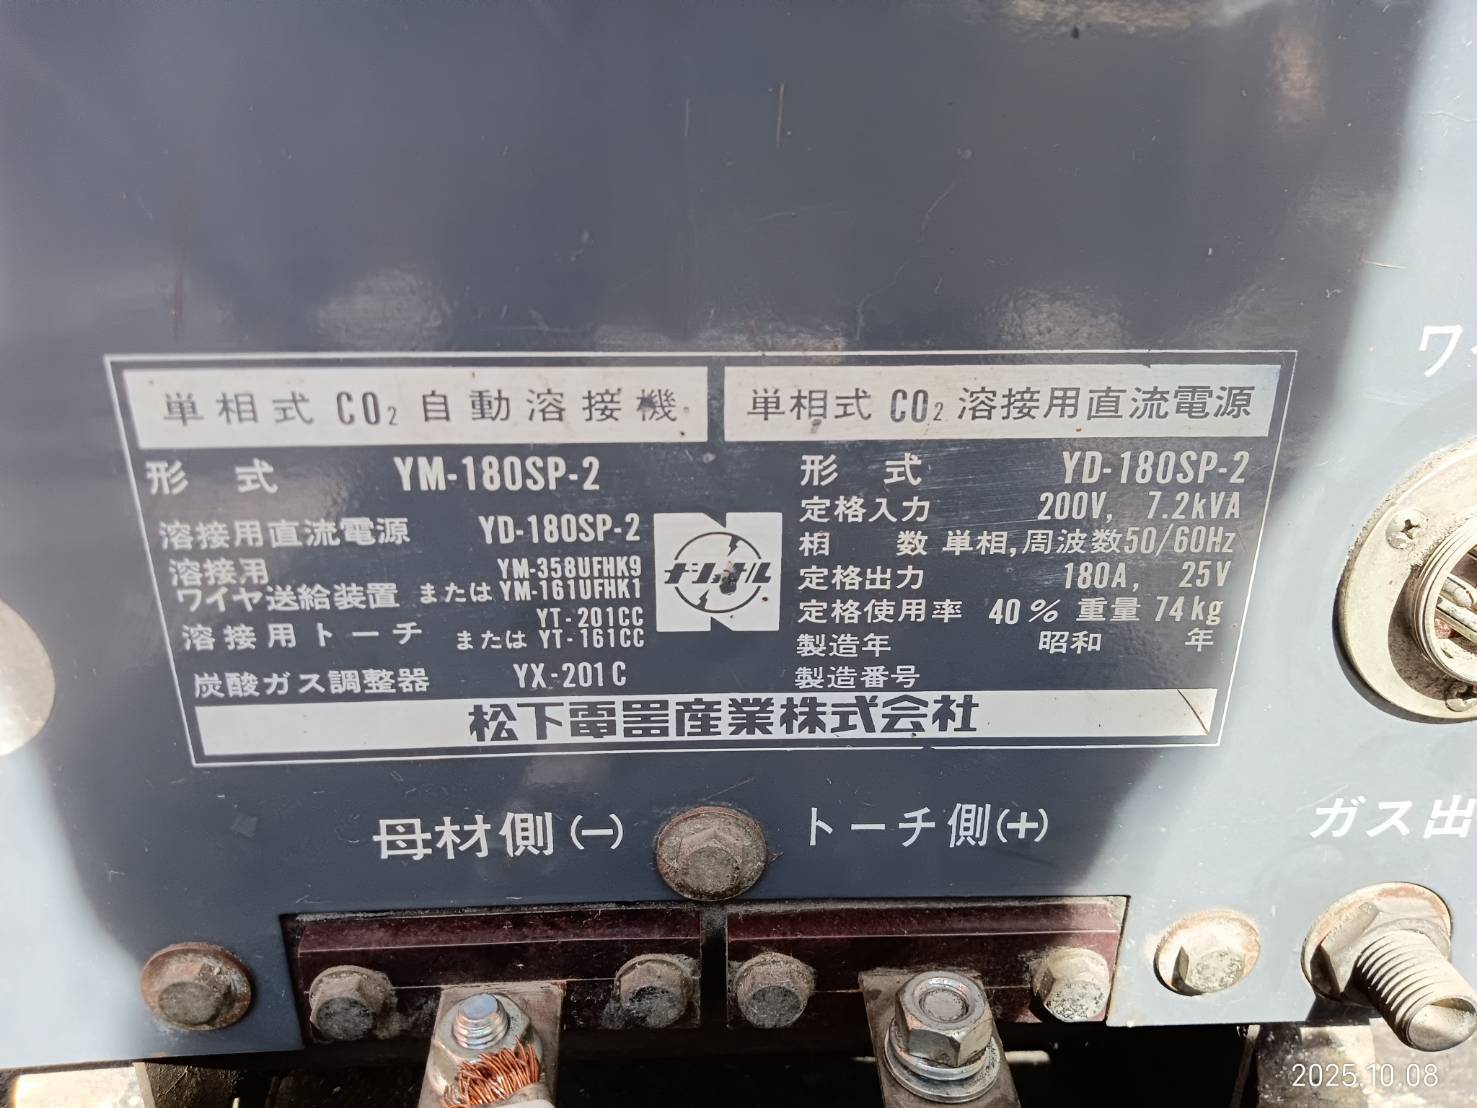 単相式 CO₂ 自動溶接機
形式 YM-180SP-2
溶接用直流電源 YD-180SP-2
溶接用 YM-358UFHK9
ワイヤ送給装置 または YM-161UFHK1
YT-201CC
溶接用トーチ または YT-161CC
炭酸ガス調整器 YX-201C
ナショナル
単相式 CO₂ 溶接用直流電源
形式 YD-180SP-2
定格入力 200V, 7.2kVA
相数 単相,周波数50/60Hz
定格出力 180A, 25V
定格使用率 40% 重量 74kg
製造年 昭和 年
製造番号
松下電器産業株式会社
母材側(−) トーチ側(+)
ワ
ガス出
2025.10.08